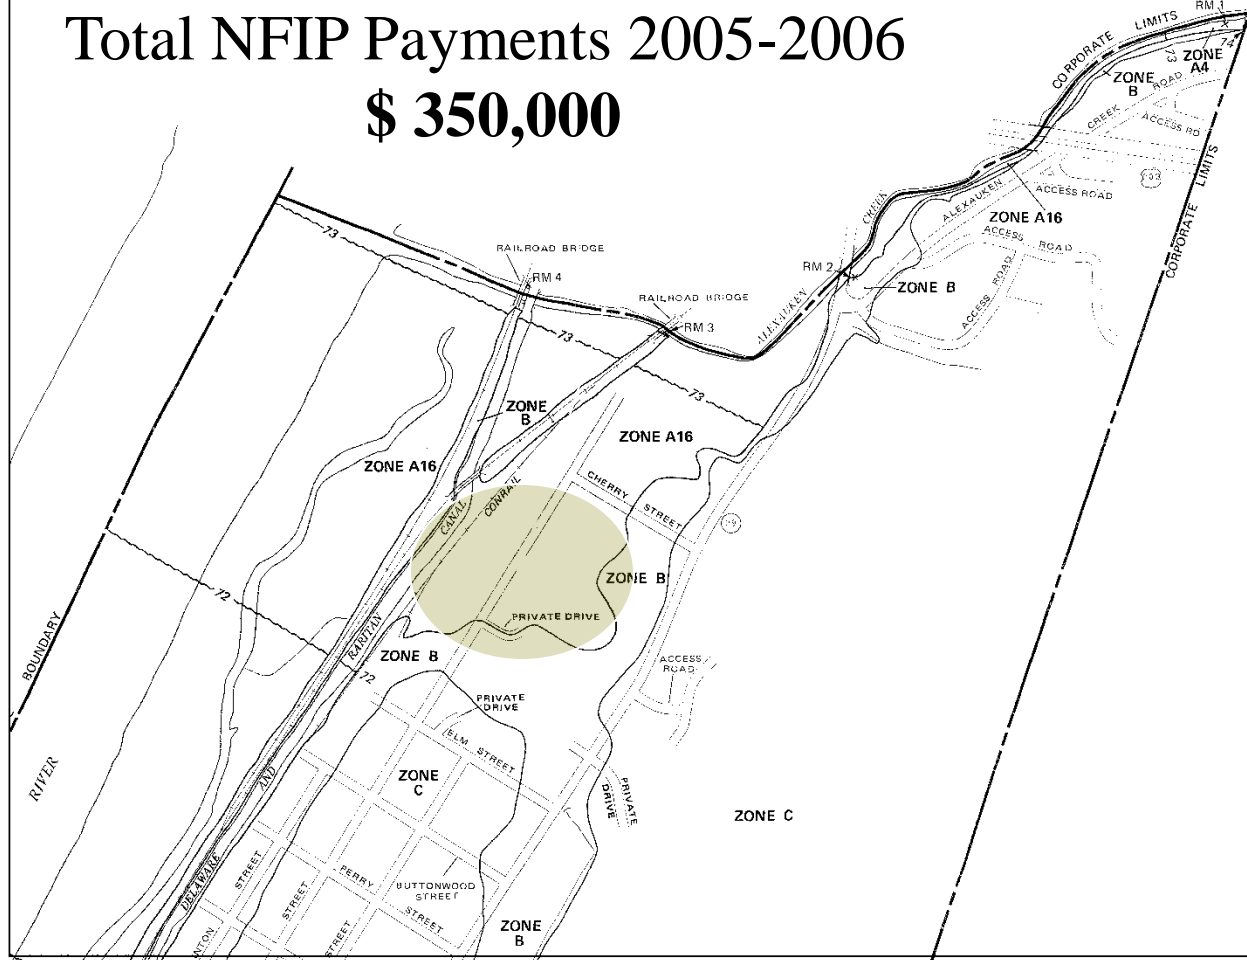 Total NFIP Payments 2005-2006
$ 350,000
RM 1
CORPORATE LIMITS
ZONE
A4
74
73
ZONE
B
CREEK ROAD
ACCESS RD
CORPORATE LIMITS
ACCESS ROAD
ALEXAUKEN
ZONE A16
CREEK
ACCESS ROAD
73
RAILROAD BRIDGE
RM 4
RM 2
ZONE B
ACCESS ROAD
RAILROAD BRIDGE
RM 3
ALEXAUKEN
73
73
ZONE
B
ZONE A16
ZONE A16
CHERRY STREET
CANAL
CONRAIL
ZONE B
72
PRIVATE DRIVE
BOUNDARY
RARITAN
ZONE B
72
ACCESS
ROAD
PRIVATE
DRIVE
ELM STREET
RIVER
AND
ZONE
C
PRIVATE
DRIVE
ZONE C
DELAWARE
STREET
PERRY
STREET
BUTTONWOOD
STREET
STREET
STREET
ZONE
B